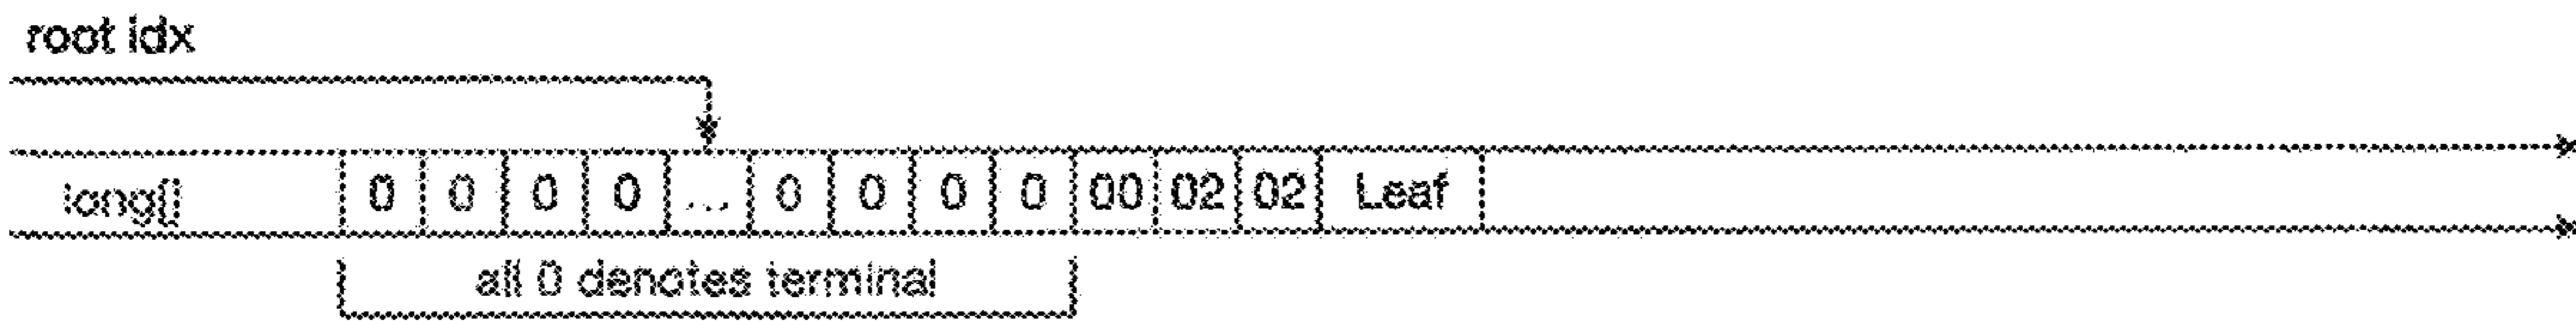 root idx
long[] 0 0 0 0 ... 0 0 0 0 00 02 02 Leaf
all 0 denotes terminal